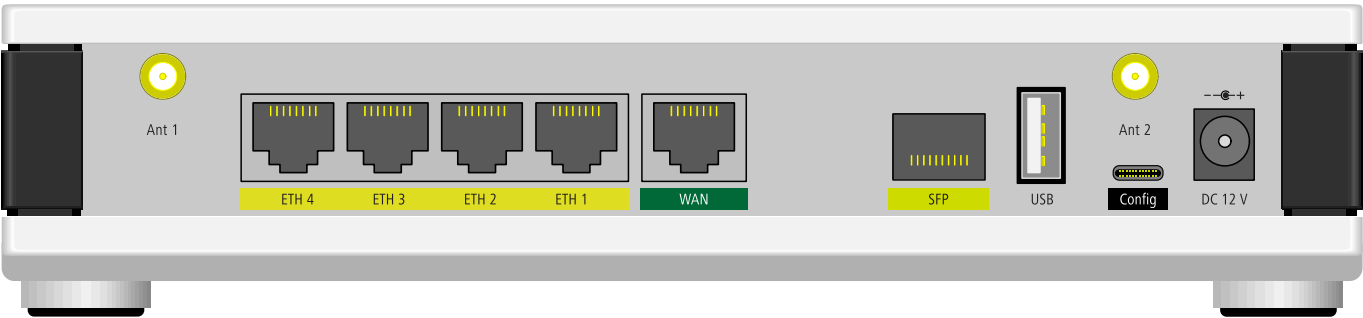 Ant 1
ETH 4
ETH 3
ETH 2
ETH 1
WAN
SFP
USB
Ant 2
Config
- +
DC 12 V